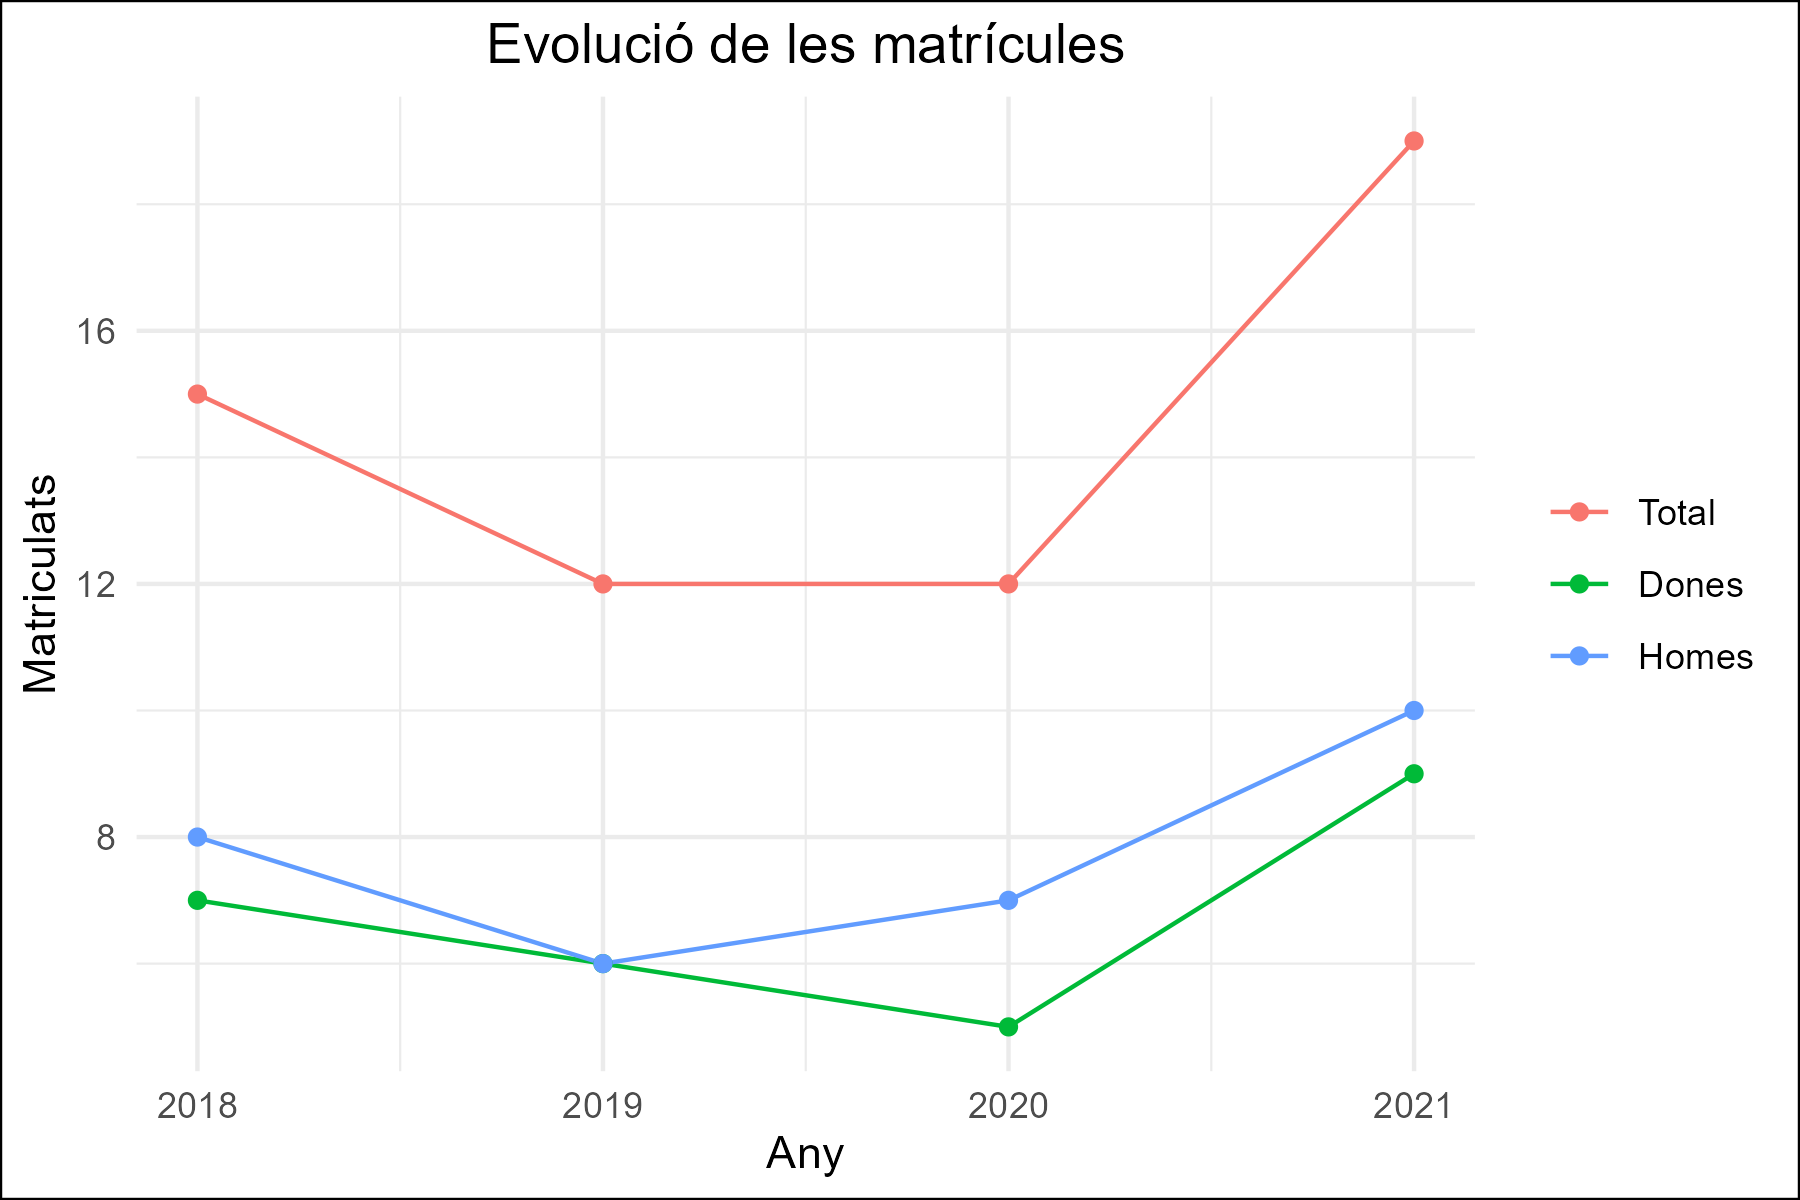 Evolució de les matrícules
Matriculats
16
12
8
2018 2019 2020 2021
Any
Total
Dones
Homes